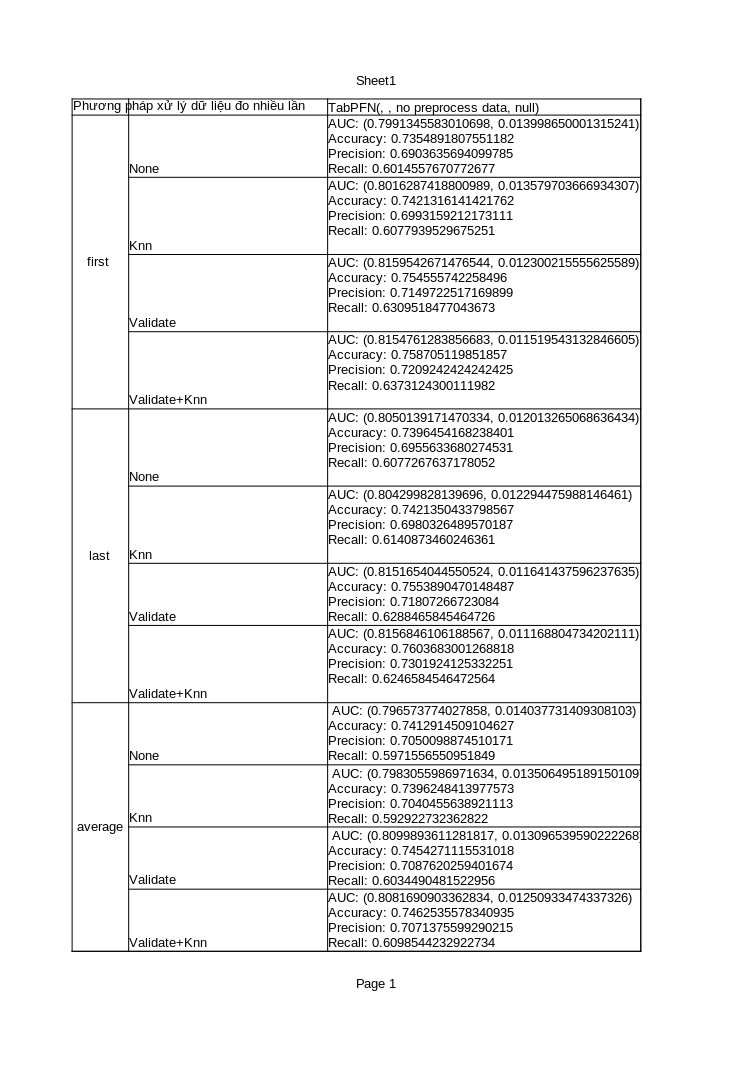 Sheet1
Phương pháp xử lý dữ liệu đo nhiều lần
TabPFN(, , no preprocess data, null)
first
None
AUC: (0.7991345583010698, 0.013998650001315241)
Accuracy: 0.7354891807551182
Precision: 0.6903635694099785
Recall: 0.6014557670772677
Knn
AUC: (0.8016287418800989, 0.013579703666934307)
Accuracy: 0.7421316141421762
Precision: 0.6993159212173111
Recall: 0.6077939529675251
Validate
AUC: (0.8159542671476544, 0.012300215555625589)
Accuracy: 0.754555742258496
Precision: 0.7149722517169899
Recall: 0.6309518477043673
Validate+Knn
AUC: (0.8154761283856683, 0.011519543132846605)
Accuracy: 0.758705119851857
Precision: 0.7209242424242425
Recall: 0.6373124300111982
last
None
AUC: (0.8050139171470334, 0.012013265068636434)
Accuracy: 0.7396454168238401
Precision: 0.6955633680274531
Recall: 0.6077267637178052
Knn
AUC: (0.804299828139696, 0.012294475988146461)
Accuracy: 0.7421350433798567
Precision: 0.6980326489570187
Recall: 0.6140873460246361
Validate
AUC: (0.8151654044550524, 0.011641437596237635)
Accuracy: 0.7553890470148487
Precision: 0.71807266723084
Recall: 0.6288465845464726
Validate+Knn
AUC: (0.8156846106188567, 0.011168804734202111)
Accuracy: 0.7603683001268818
Precision: 0.7301924125332251
Recall: 0.6246584546472564
average
None
AUC: (0.796573774027858, 0.014037731409308103)
Accuracy: 0.7412914509104627
Precision: 0.7050098874510171
Recall: 0.5971556550951849
Knn
AUC: (0.7983055986971634, 0.013506495189150109)
Accuracy: 0.7396248413977573
Precision: 0.7040455638921113
Recall: 0.592922732362822
Validate
AUC: (0.8099893611281817, 0.013096539590222268)
Accuracy: 0.7454271115531018
Precision: 0.7087620259401674
Recall: 0.6034490481522956
Validate+Knn
AUC: (0.8081690903362834, 0.01250933474337326)
Accuracy: 0.7462535578340935
Precision: 0.7071375599290215
Recall: 0.6098544232922734
Page 1